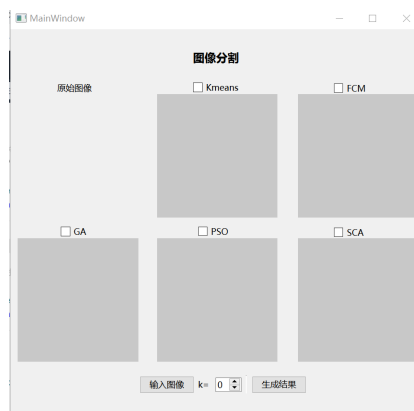 MainWindow
图像分割
原始图像
Kmeans
FCM
GA
PSO
SCA
输入图像 k= 0 生成结果